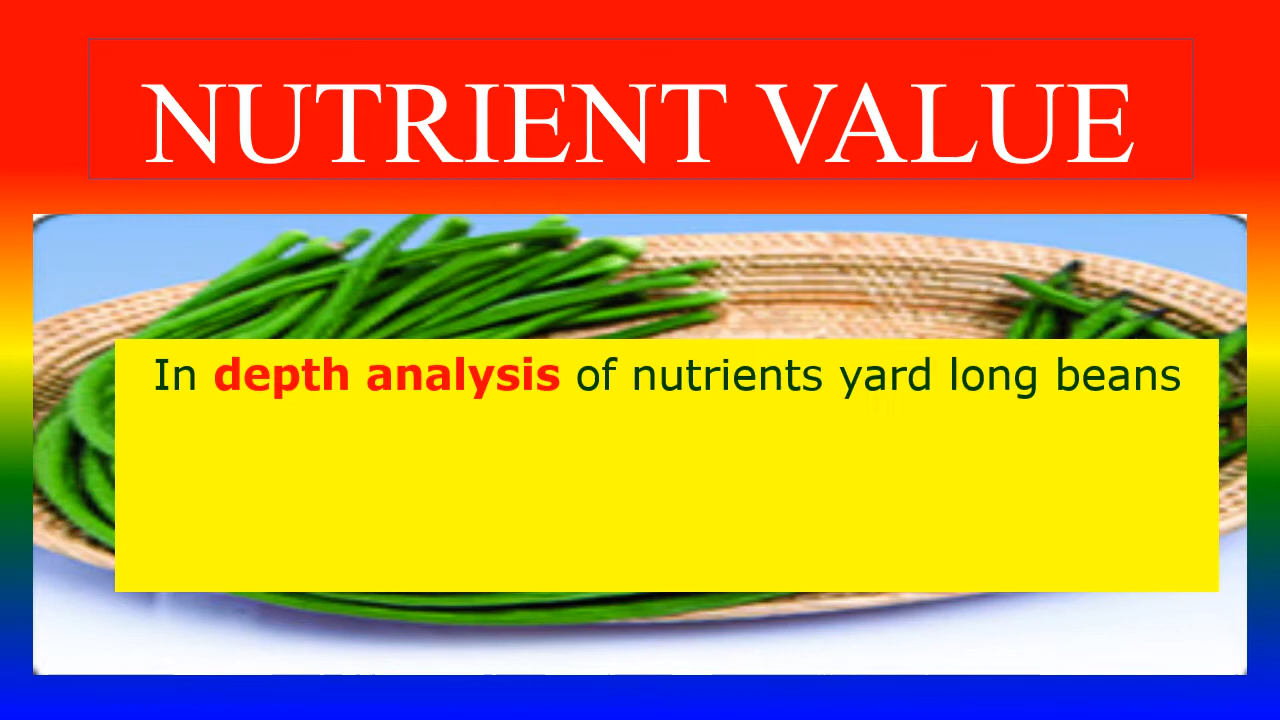 NUTRIENT VALUE
In depth analysis of nutrients yard long beans